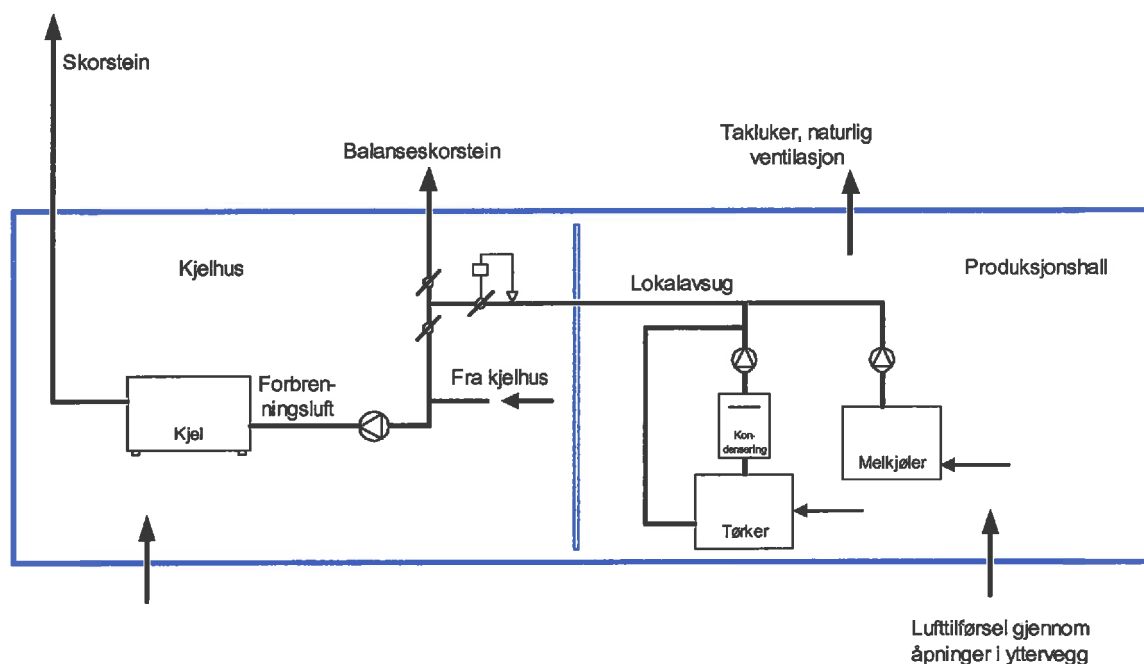 Skorstein
Balanseskorstein
Takluker, naturlig
ventilasjon
Kjelhus
Produksjonshall
Lokalavsug
Forbren-
ningsluft
Fra kjelhus
Kjel
Kon-
densering
Melkjøler
Tørker
Lufttilførsel gjennom
åpninger i yttervegg